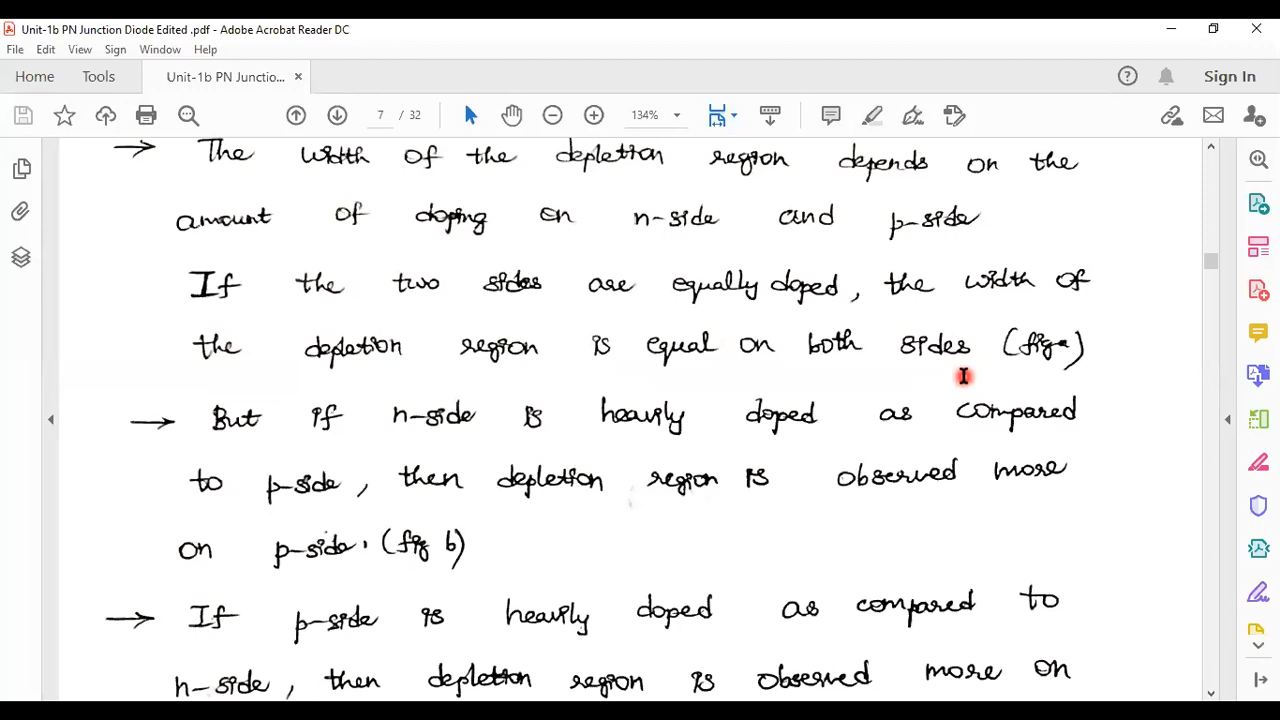 Unit-1b PN Junction Diode Edited .pdf - Adobe Acrobat Reader DC
File Edit View Sign Window Help
Home Tools Unit-1b PN Junctio... × Sign In
7 / 32 134%
→ The width of the depletion region depends on the
amount of doping on n-side and p-side
If the two sides are equally doped, the width of
the depletion region is equal on both sides (fig a)
→ But if n-side is heavily doped as compared
to p-side, then depletion region is observed more
on p-side. (fig b)
→ If p-side is heavily doped as compared to
n-side, then depletion region is observed more on